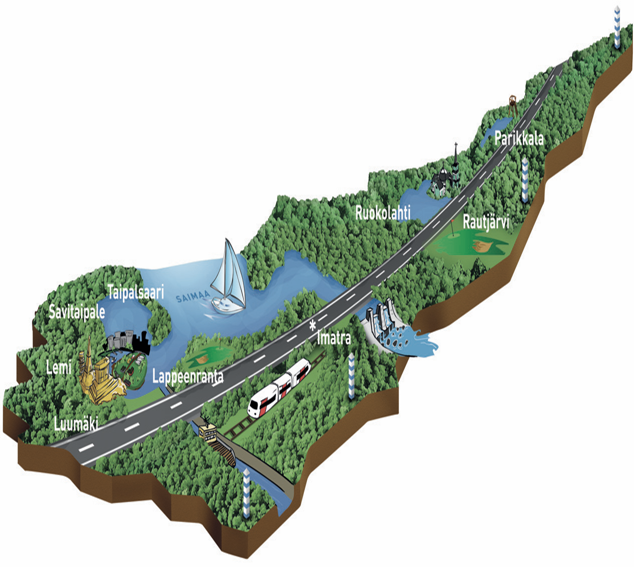 Parikkala
Ruokolahti
Rautjärvi
Taipalsaari
SAIMAA
Savitaipale
*
Imatra
Lemi
Lappeenranta
Luumäki